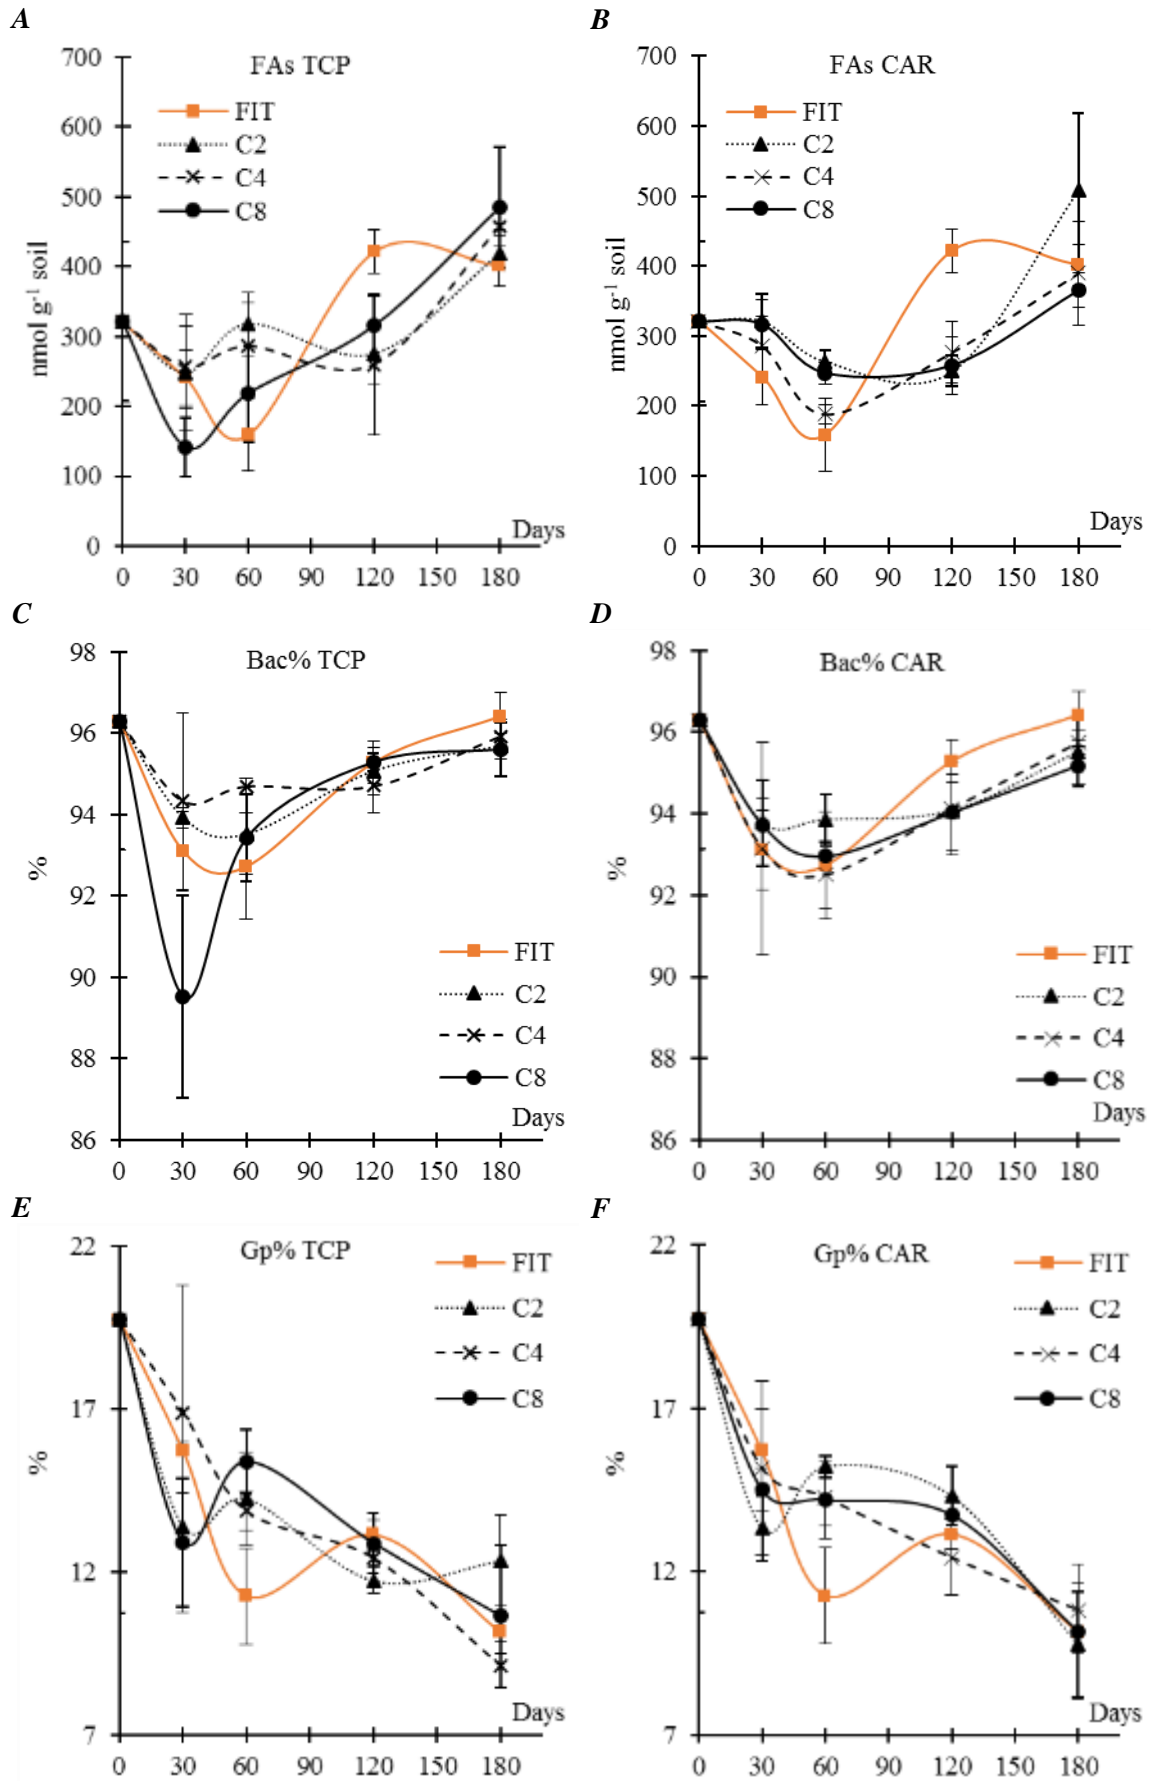 A
FAs TCP
700
600
500
400
300
200
100
0
nmol g-1 soil
FIT
C2
C4
C8
Days
0 30 60 90 120 150 180
B
FAs CAR
700
600
500
400
300
200
100
0
nmol g-1 soil
FIT
C2
C4
C8
Days
0 30 60 90 120 150 180
C
Bac% TCP
98
96
94
92
90
88
86
%
FIT
C2
C4
C8
Days
0 30 60 90 120 150 180
D
Bac% CAR
98
96
94
92
90
88
86
%
FIT
C2
C4
C8
Days
0 30 60 90 120 150 180
E
Gp% TCP
22
17
12
7
%
FIT
C2
C4
C8
Days
0 30 60 90 120 150 180
F
Gp% CAR
22
17
12
7
%
FIT
C2
C4
C8
Days
0 30 60 90 120 150 180